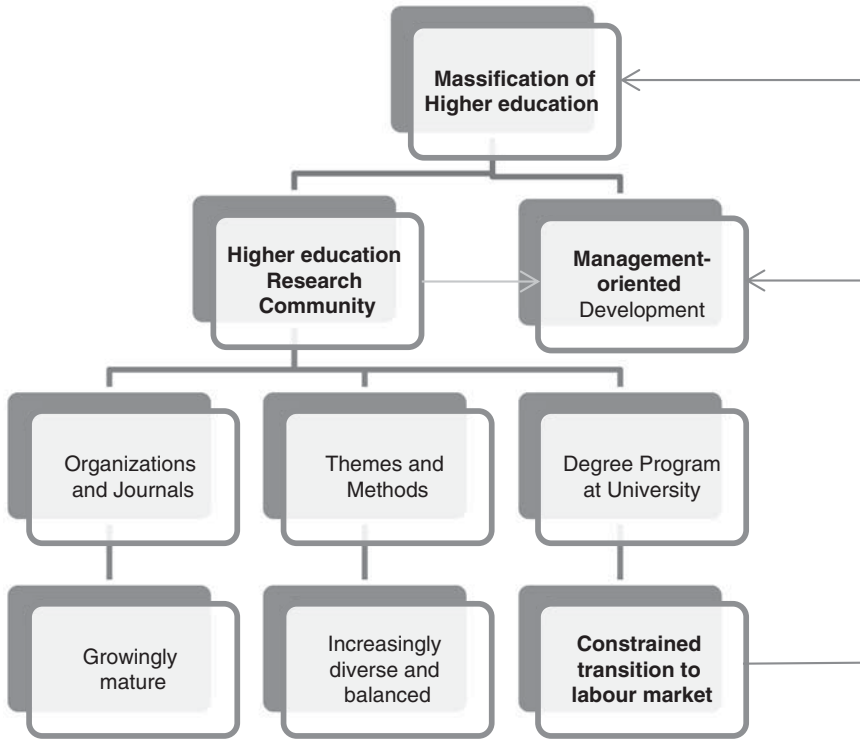 Massification of
Higher education
Higher education
Research
Community
Management-
oriented
Development
Organizations
and Journals
Themes and
Methods
Degree Program
at University
Growingly
mature
Increasingly
diverse and
balanced
Constrained
transition to
labour market